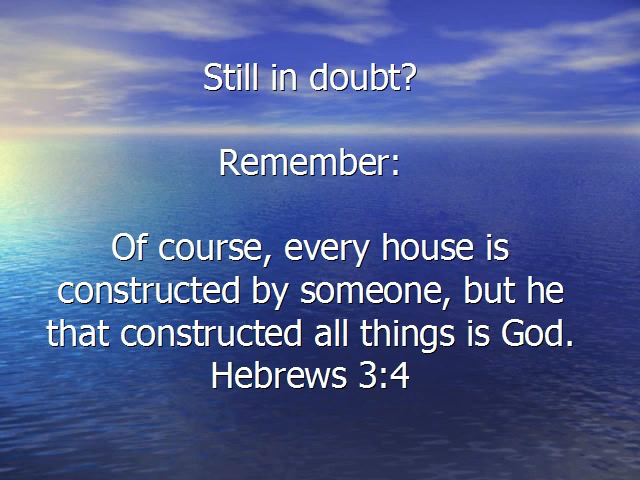 Still in doubt?
Remember:
Of course, every house is
constructed by someone, but he
that constructed all things is God.
Hebrews 3:4